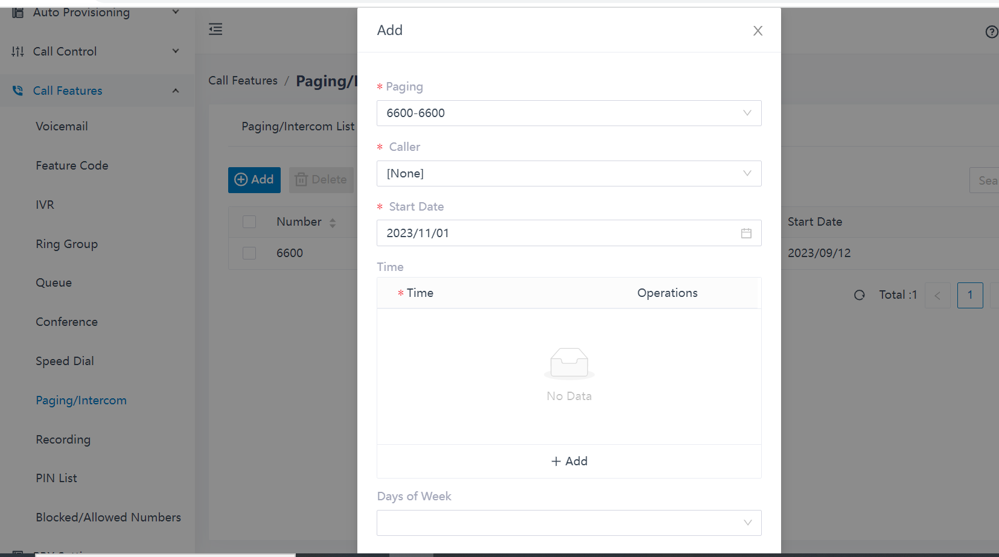 Auto Provisioning
Call Control
Call Features
Voicemail
Feature Code
IVR
Ring Group
Queue
Conference
Speed Dial
Paging/Intercom
Recording
PIN List
Blocked/Allowed Numbers
Call Features / Paging/I
Paging/Intercom List
Add Delete
Sea
Number Start Date
6600 2023/09/12
Total :1 < 1
Add
* Paging
6600-6600
* Caller
[None]
* Start Date
2023/11/01
Time
* Time Operations
No Data
+ Add
Days of Week